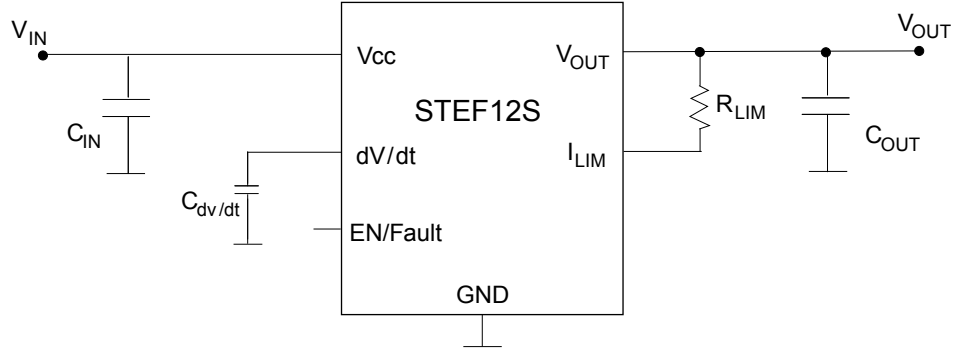 V_IN
V_OUT
Vcc
V_OUT
STEF12S
R_LIM
C_IN
C_OUT
dV/dt
I_LIM
C_dv/dt
EN/Fault
GND